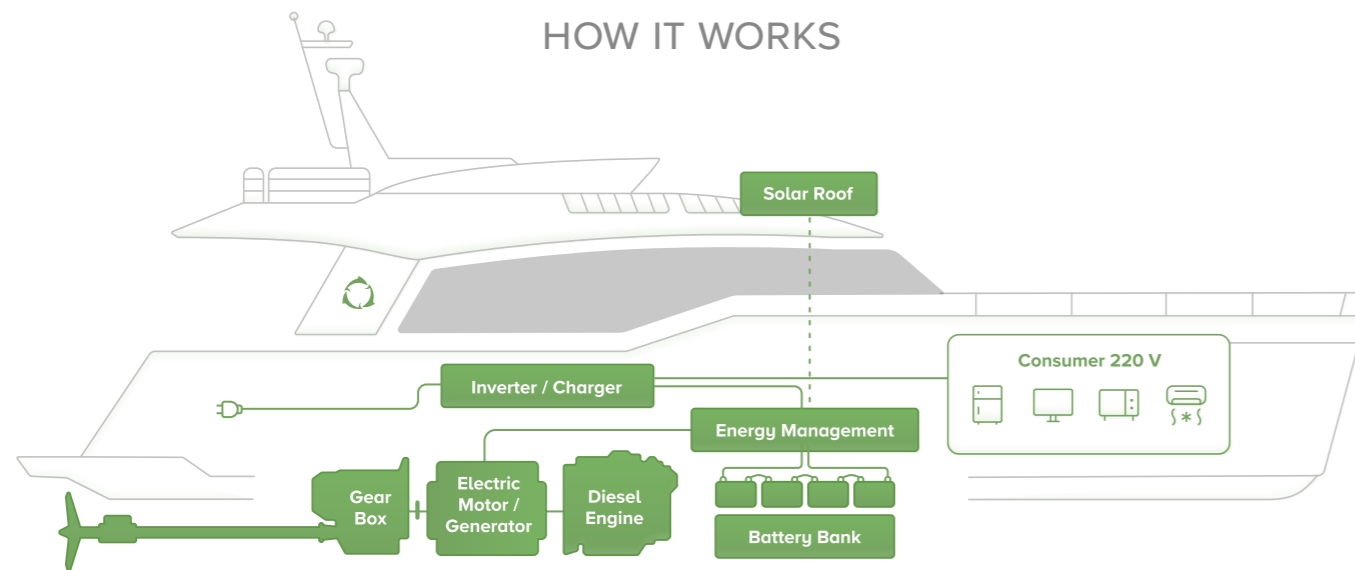 HOW IT WORKS
Solar Roof
Consumer 220 V
Inverter / Charger
Energy Management
Gear
Box
Electric
Motor /
Generator
Diesel
Engine
Battery Bank